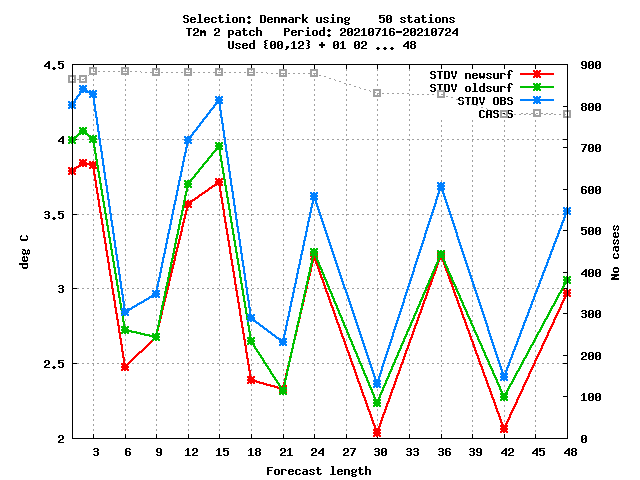 Selection: Denmark using    50 stations
T2m 2 patch   Period: 20210716-20210724
Used {00,12} + 01 02 ... 48
STDV newsurf
STDV oldsurf
STDV OBS
CASES
4.5
4
3.5
3
2.5
2
deg C
900
800
700
600
500
400
300
200
100
0
No cases
3 6 9 12 15 18 21 24 27 30 33 36 39 42 45 48
Forecast length